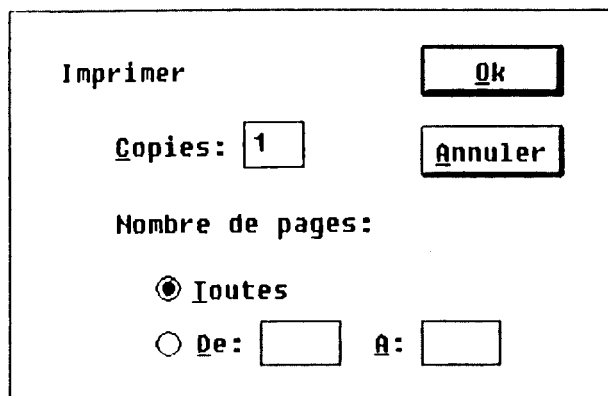 Imprimer Ok
Copies: 1 Annuler
Nombre de pages:
Toutes
De: A: